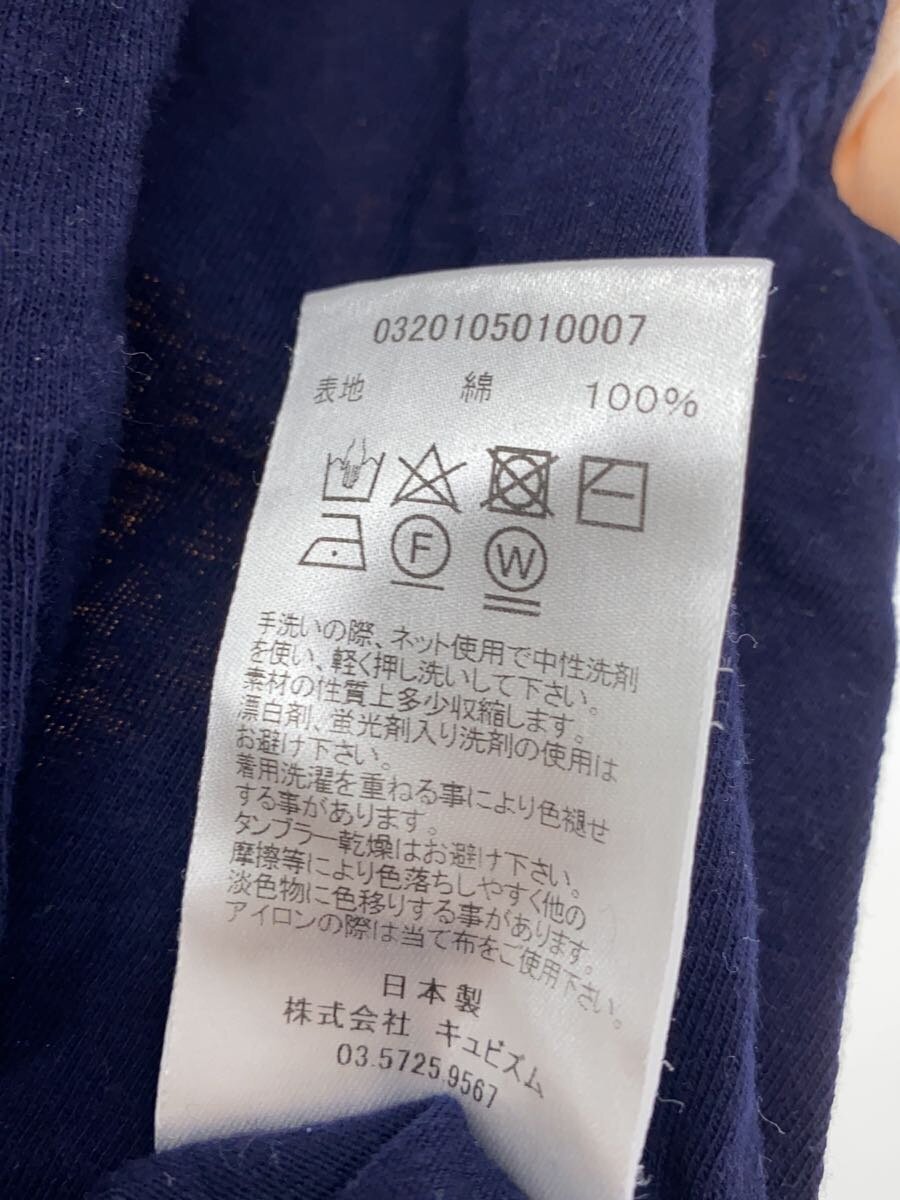 0320105010007
表地 綿 100%
F W
手洗いの際、ネット使用で中性洗剤
を使い、軽く押し洗いして下さい。
素材の性質上多少収縮します。
漂白剤、蛍光剤入り洗剤の使用は
お避け下さい。
着用洗濯を重ねる事により色褪せ
する事があります。
タンブラー乾燥はお避け下さい。
摩擦等により色落ちしやすく他の
淡色物に色移りする事があります。
アイロンの際は当て布をご使用下さい。
日本製
株式会社 キュビズム
03.5725.9567